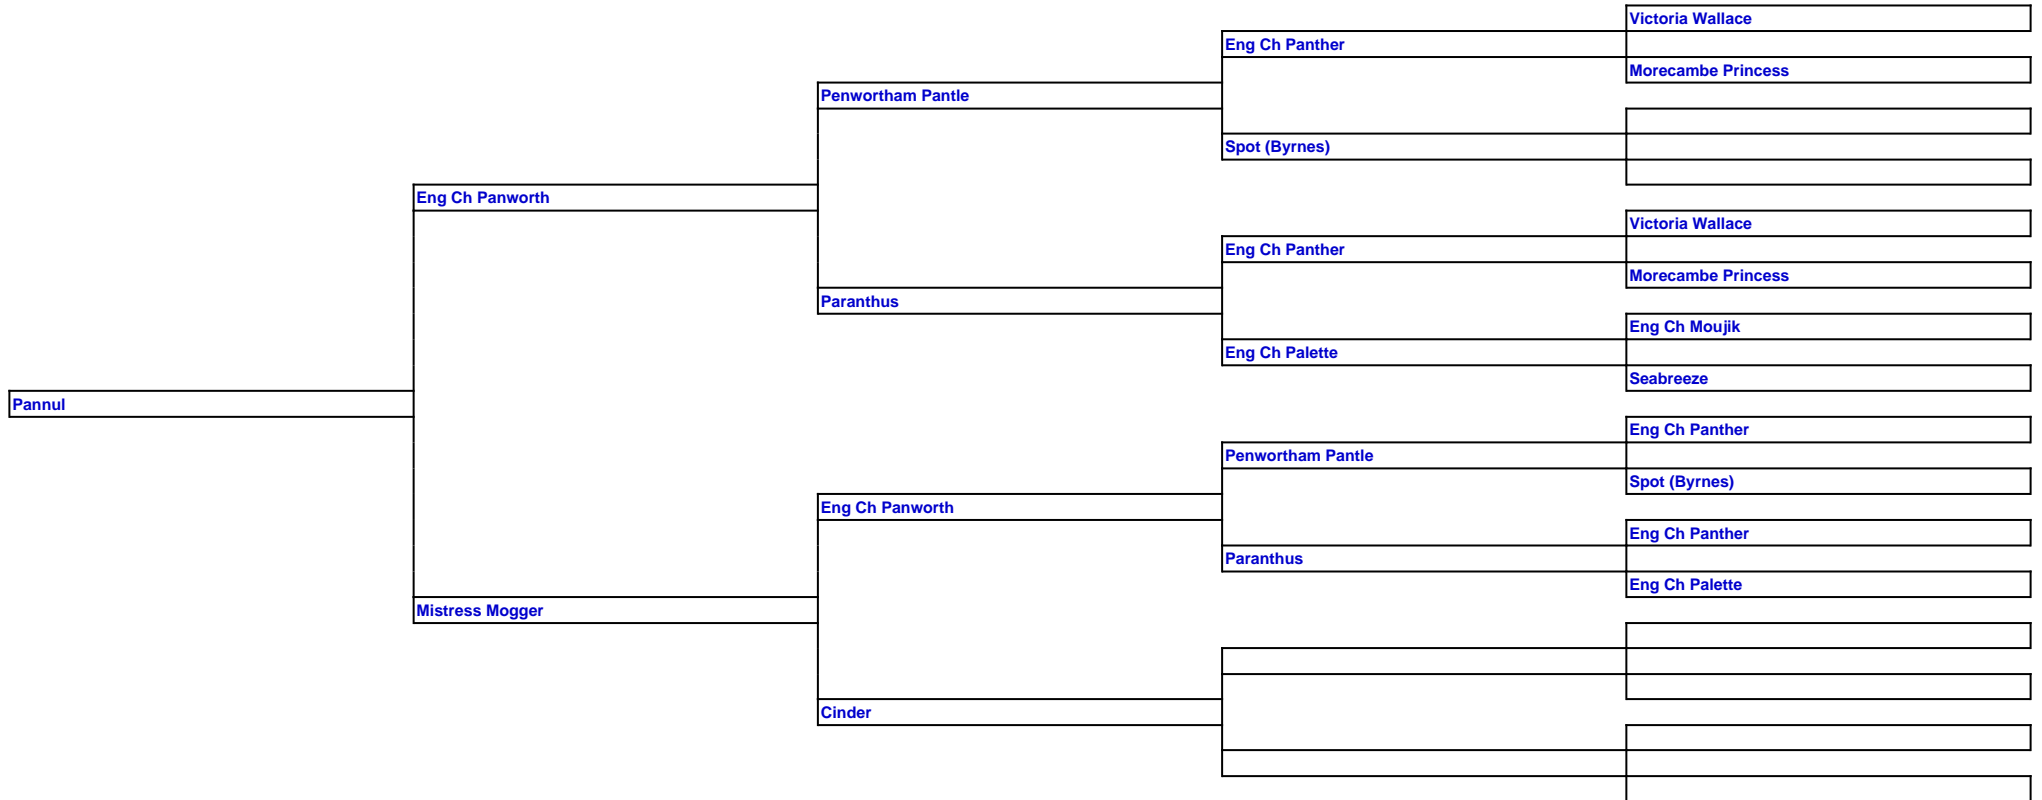 Victoria Wallace
Eng Ch Panther
Morecambe Princess
Penwortham Pantle
Spot (Byrnes)
Eng Ch Panworth
Victoria Wallace
Eng Ch Panther
Morecambe Princess
Paranthus
Eng Ch Moujik
Eng Ch Palette
Seabreeze
Pannul
Eng Ch Panther
Penwortham Pantle
Spot (Byrnes)
Eng Ch Panworth
Eng Ch Panther
Paranthus
Eng Ch Palette
Mistress Mogger
Cinder